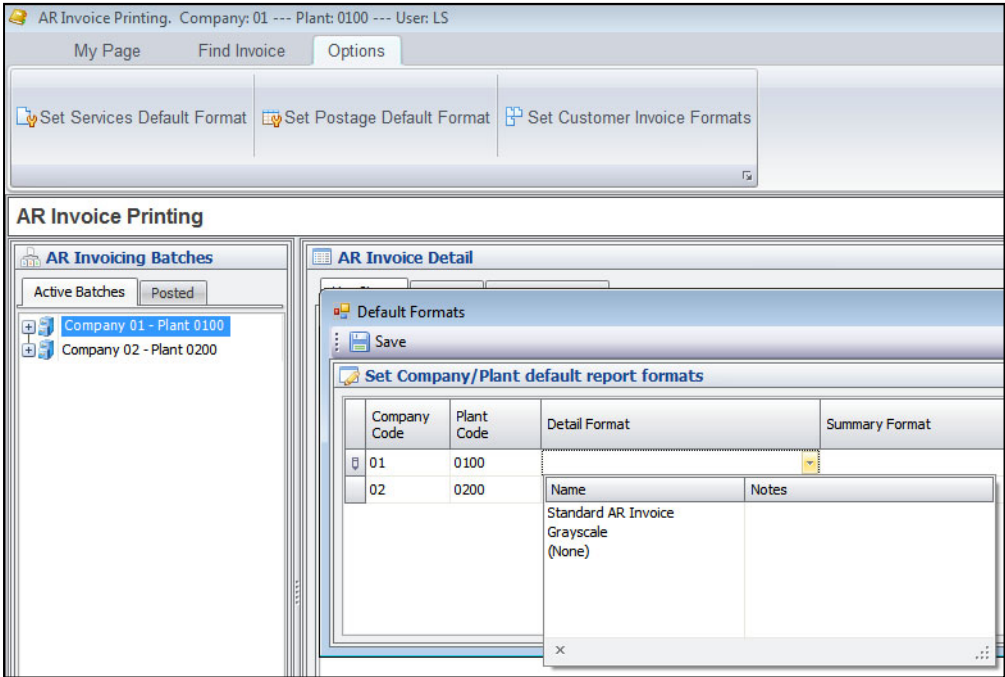 AR Invoice Printing. Company: 01 --- Plant: 0100 --- User: LS
My Page Find Invoice Options
Set Services Default Format Set Postage Default Format Set Customer Invoice Formats
AR Invoice Printing
AR Invoicing Batches
Active Batches Posted
Company 01 - Plant 0100
Company 02 - Plant 0200
AR Invoice Detail
Default Formats
Save
Set Company/Plant default report formats
Company Code Plant Code Detail Format Summary Format
01 0100
02 0200
Name Notes
Standard AR Invoice
Grayscale
(None)